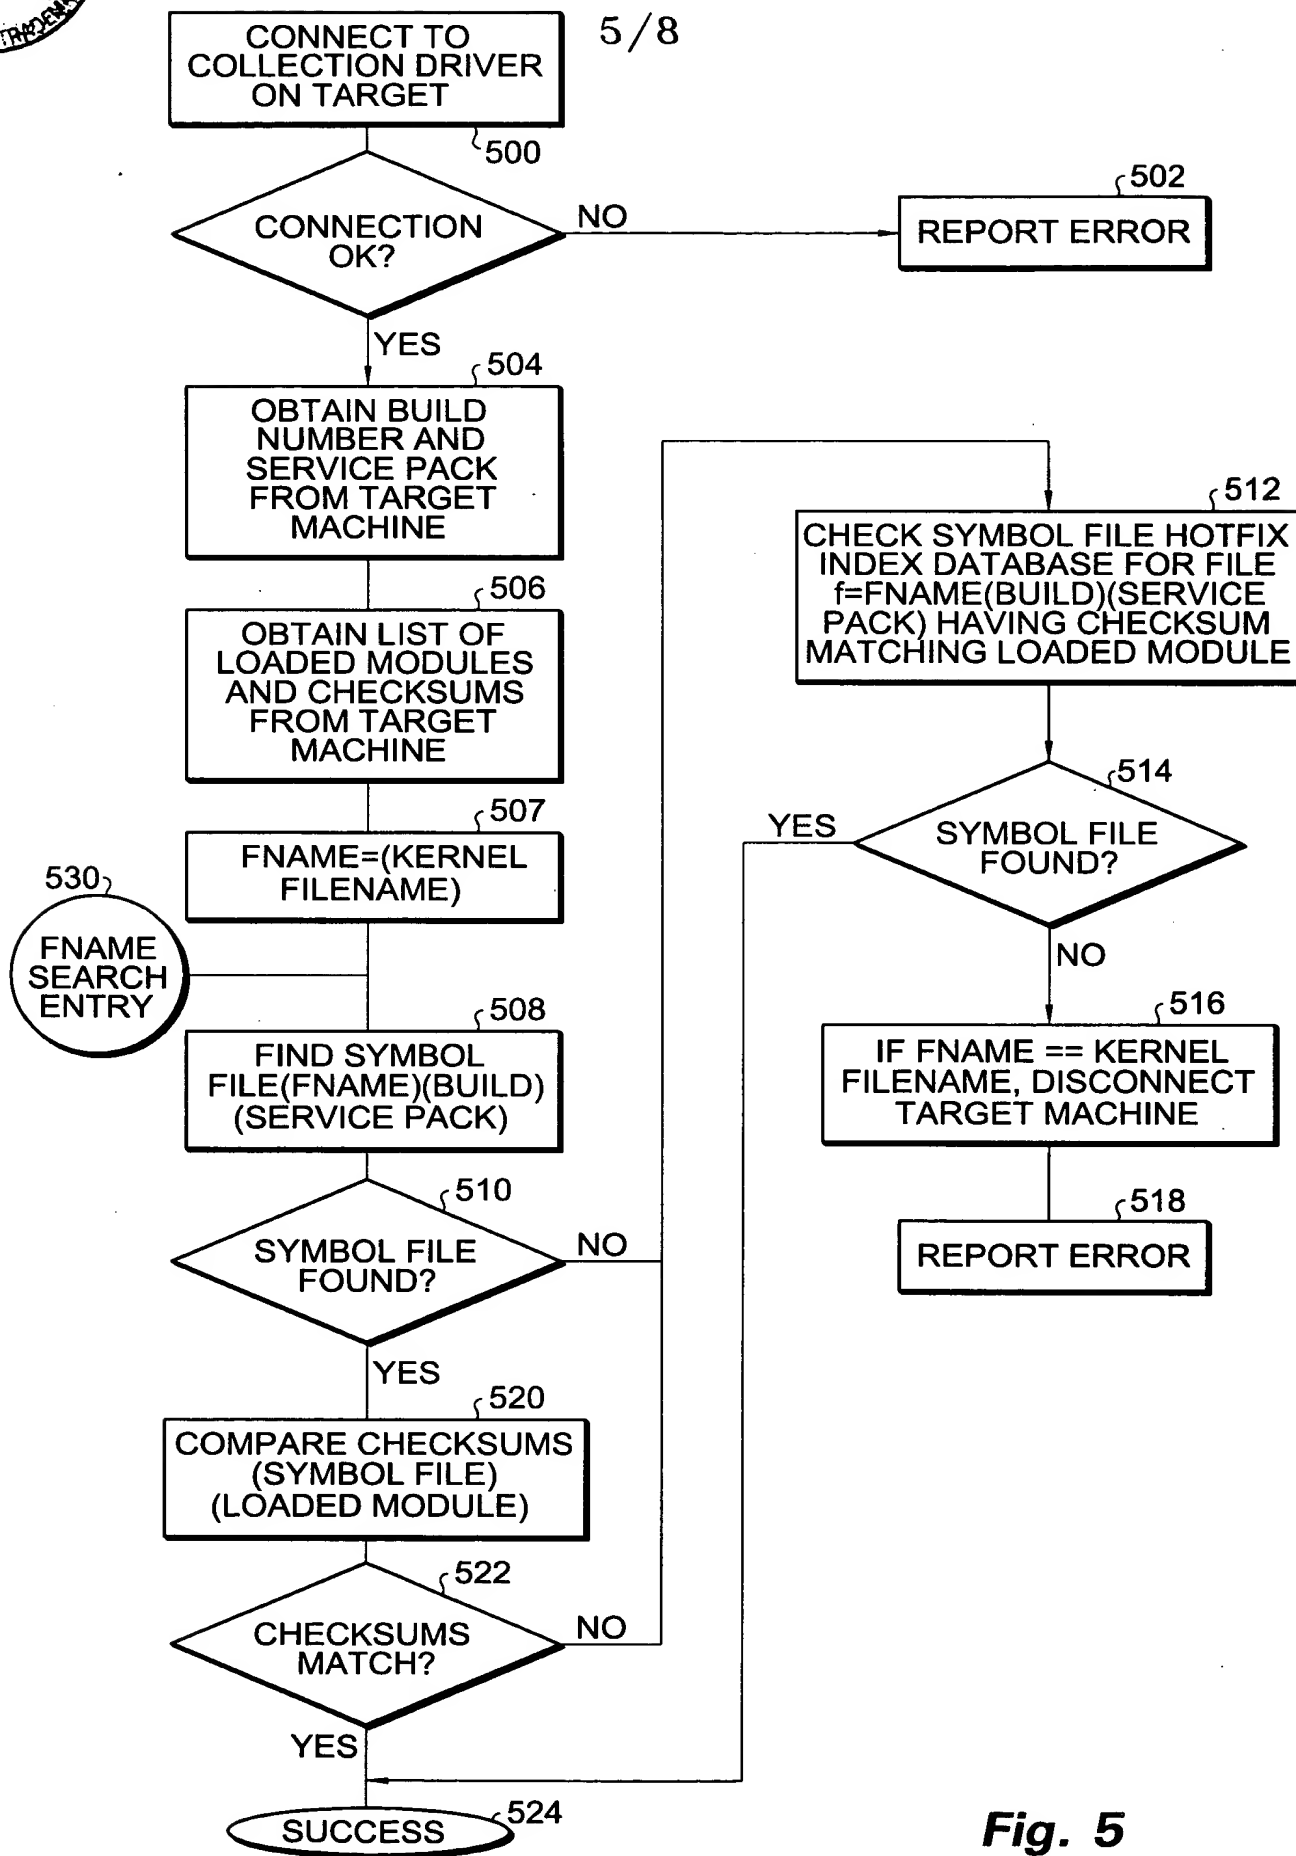 5/8
CONNECT TO
COLLECTION DRIVER
ON TARGET
500
CONNECTION
OK?
NO
502
REPORT ERROR
YES
504
OBTAIN BUILD
NUMBER AND
SERVICE PACK
FROM TARGET
MACHINE
506
OBTAIN LIST OF
LOADED MODULES
AND CHECKSUMS
FROM TARGET
MACHINE
507
FNAME=(KERNEL
FILENAME)
530
FNAME
SEARCH
ENTRY
508
FIND SYMBOL
FILE(FNAME)(BUILD)
(SERVICE PACK)
510
SYMBOL FILE
FOUND?
NO
YES
520
COMPARE CHECKSUMS
(SYMBOL FILE)
(LOADED MODULE)
522
CHECKSUMS
MATCH?
NO
YES
524
SUCCESS
512
CHECK SYMBOL FILE HOTFIX
INDEX DATABASE FOR FILE
f=FNAME(BUILD)(SERVICE
PACK) HAVING CHECKSUM
MATCHING LOADED MODULE
514
SYMBOL FILE
FOUND?
YES
NO
516
IF FNAME == KERNEL
FILENAME, DISCONNECT
TARGET MACHINE
518
REPORT ERROR
Fig. 5